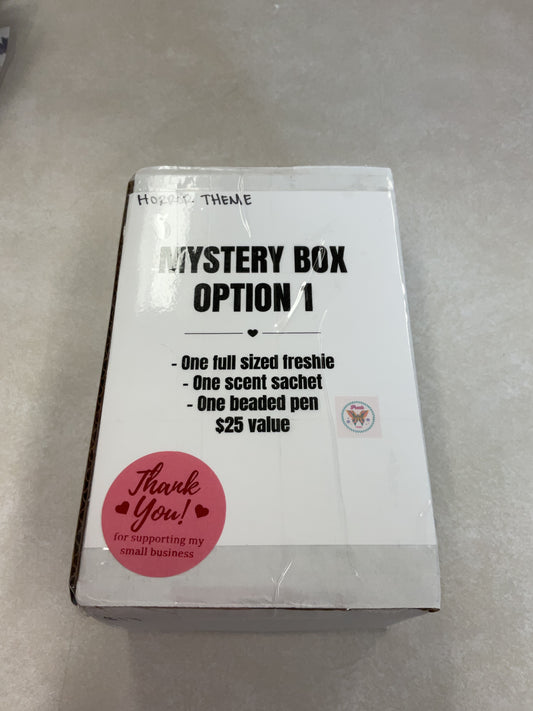 HORROR THEME
MYSTERY BOX
OPTION 1
- One full sized freshie
- One scent sachet
- One beaded pen
$25 value
Thank
You!
for supporting my
small business